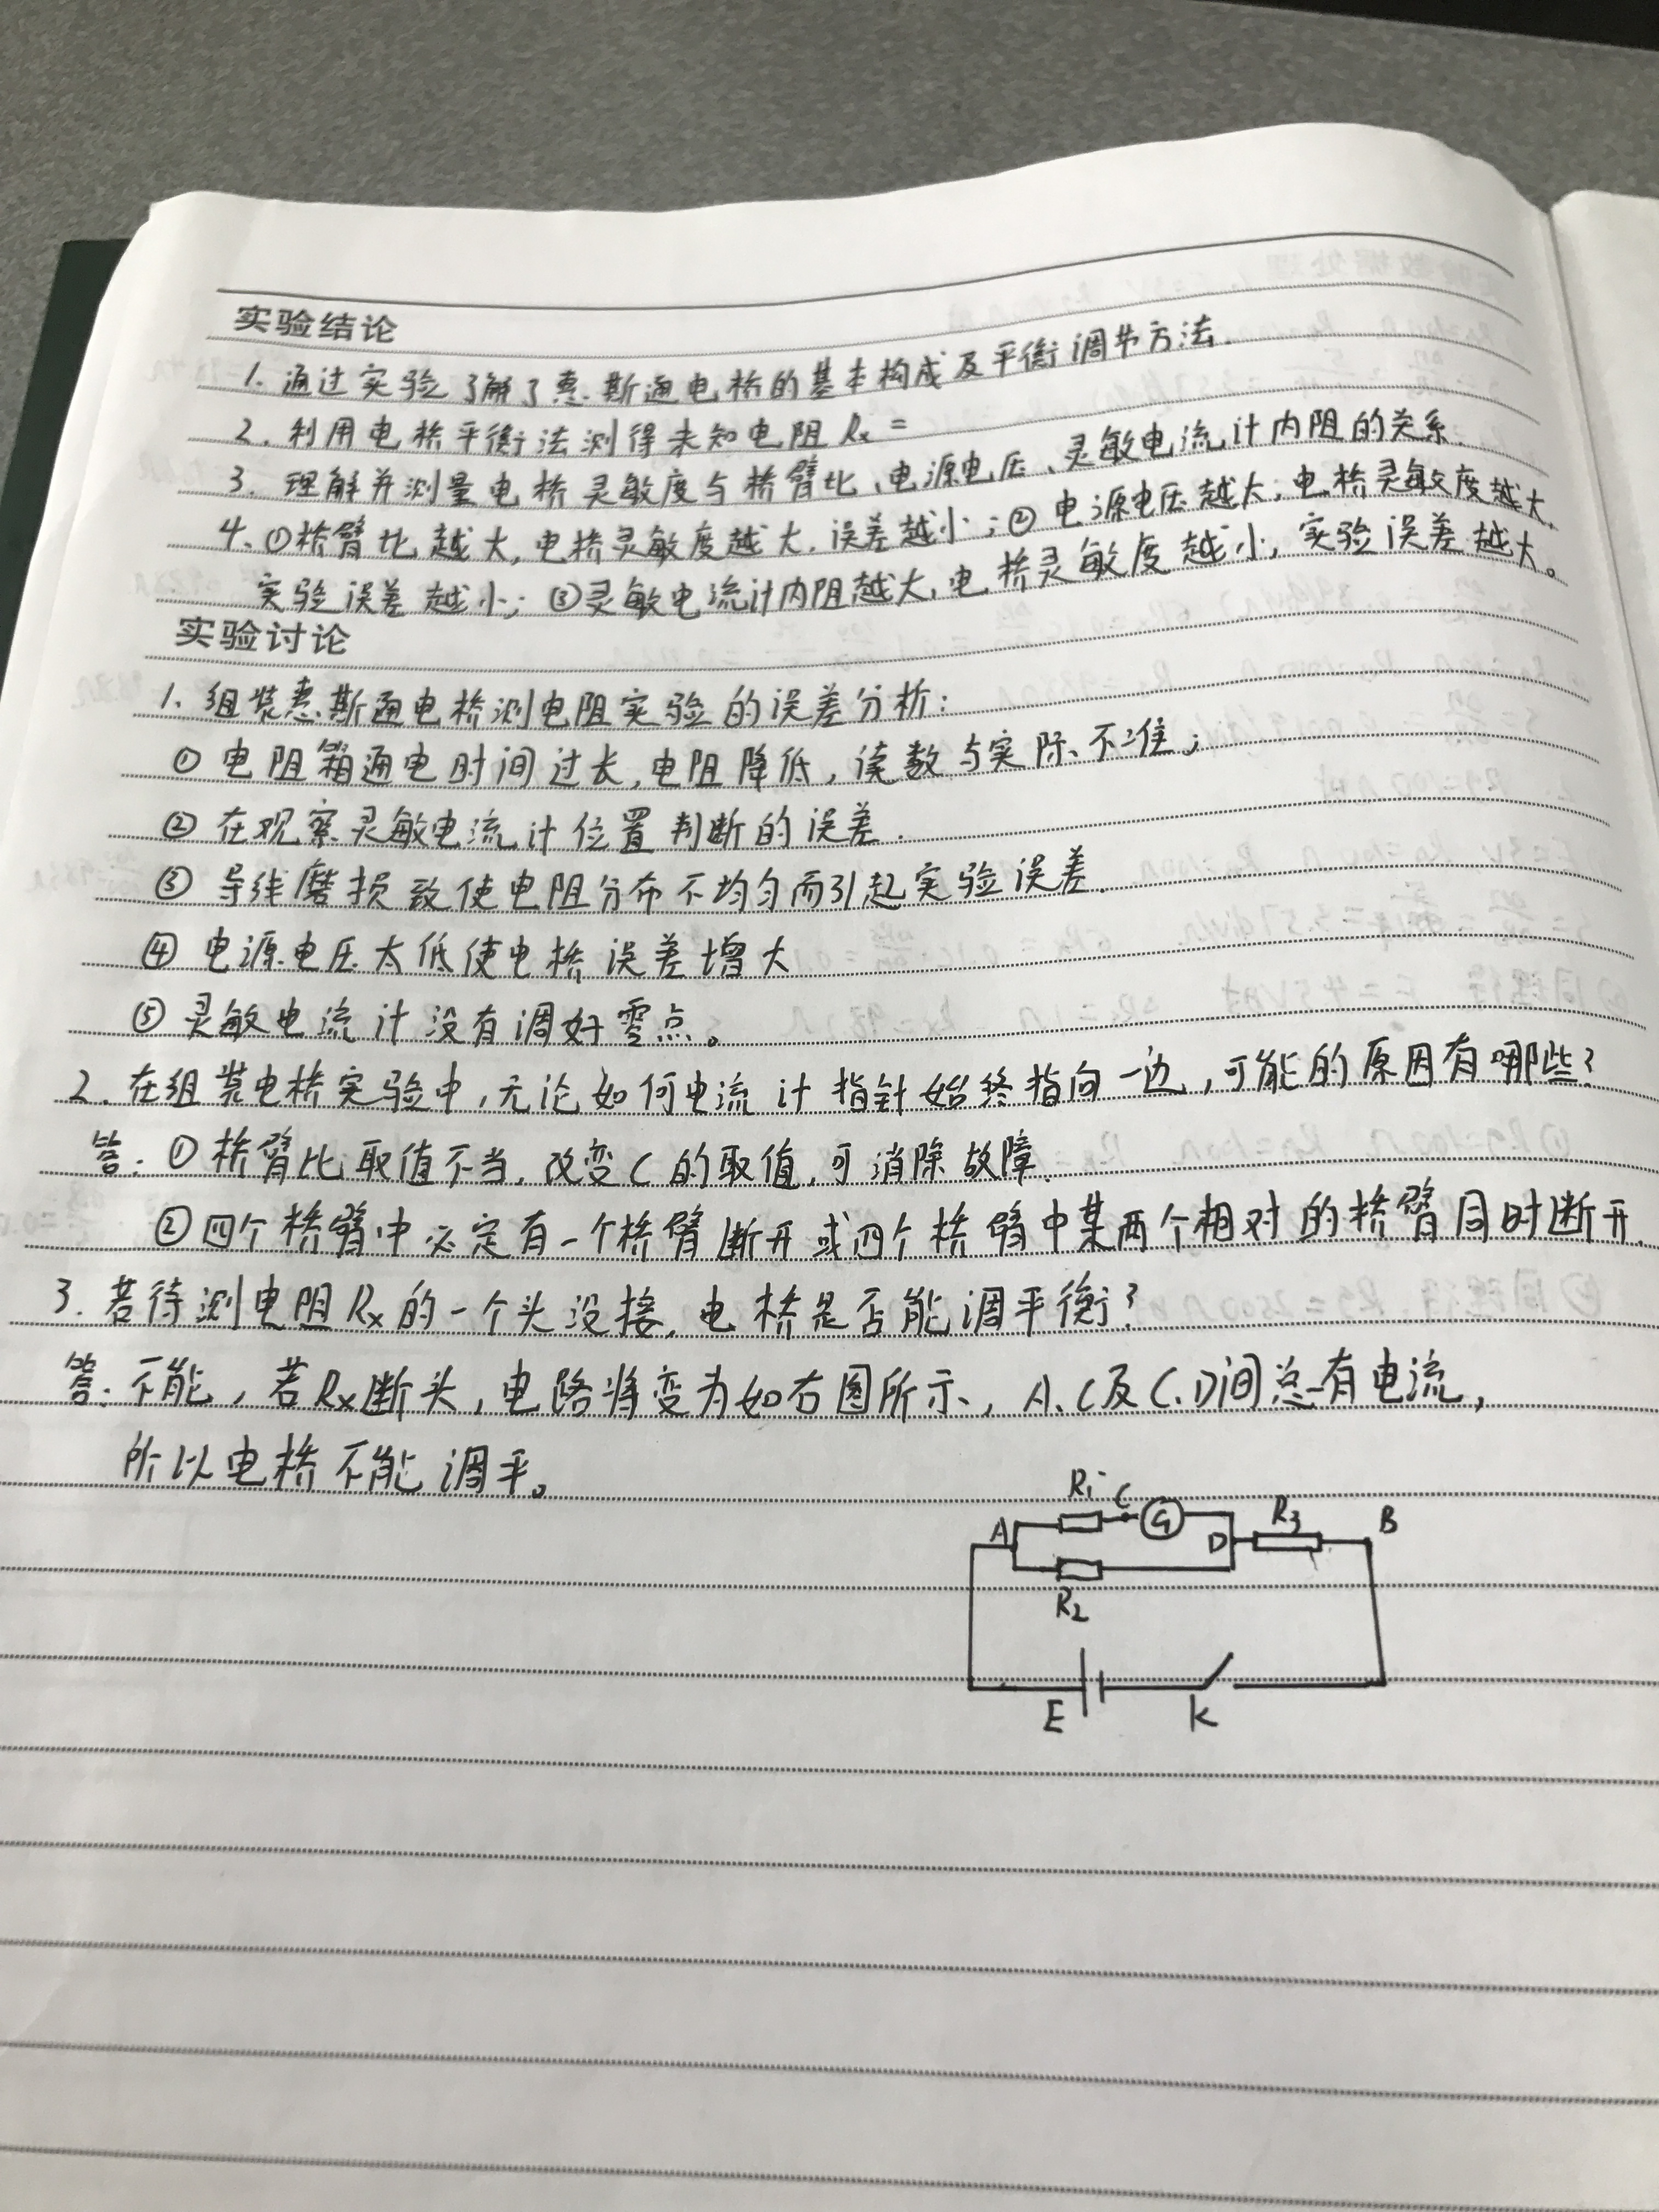 实验结论
1. 通过实验了解了惠斯通电桥的基本构成及平衡调节方法.
2. 利用电桥平衡法测得未知电阻 Rx =
3. 理解并测量电桥灵敏度与桥臂比、电源电压、灵敏电流计内阻的关系.
4. ①桥臂比越大,电桥灵敏度越大,误差越小;②电源电压越大,电桥灵敏度越大,
实验误差越小;③灵敏电流计内阻越大,电桥灵敏度越小,实验误差越大。
实验讨论
1. 组装惠斯通电桥测电阻实验的误差分析:
① 电阻箱通电时间过长,电阻降低,读数与实际不准;
② 在观察灵敏电流计位置判断的误差.
③ 导线磨损致使电阻分布不均匀而引起实验误差.
④ 电源电压太低使电桥误差增大
⑤ 灵敏电流计没有调好零点。
2. 在组装电桥实验中,无论如何电流计指针始终指向一边,可能的原因有哪些?
答:①桥臂比取值不当,改变C的取值,可消除故障.
②四个桥臂中必定有一个桥臂断开或四个桥臂中某两个相对的桥臂同时断开.
3. 若待测电阻Rx的一个头没接,电桥是否能调平衡?
答:不能,若Rx断头,电路将变为如右图所示,A、C及C、D间总有电流,
所以电桥不能调平。
R1 C G R3 B
A D
R2
E K